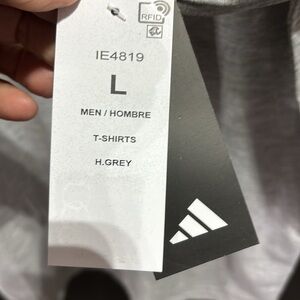 RFID
IE4819
L
MEN / HOMBRE
T-SHIRTS
H.GREY